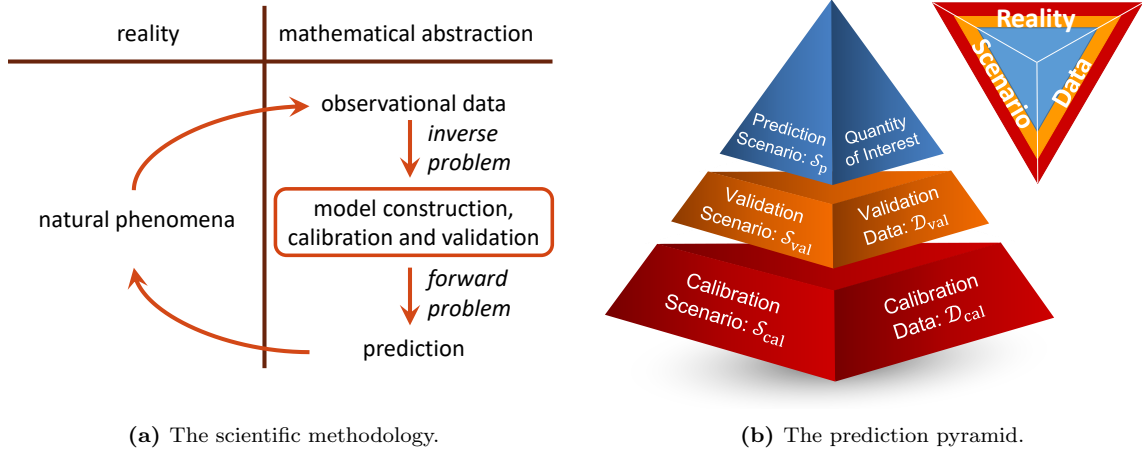 reality
mathematical abstraction
observational data
inverse
problem
natural phenomena
model construction,
calibration and validation
forward
problem
prediction
(a) The scientific methodology.
Reality
Scenario
Data
Prediction
Scenario: 𝒮p
Quantity
of Interest
Validation
Scenario: 𝒮val
Validation
Data: 𝒟val
Calibration
Scenario: 𝒮cal
Calibration
Data: 𝒟cal
(b) The prediction pyramid.